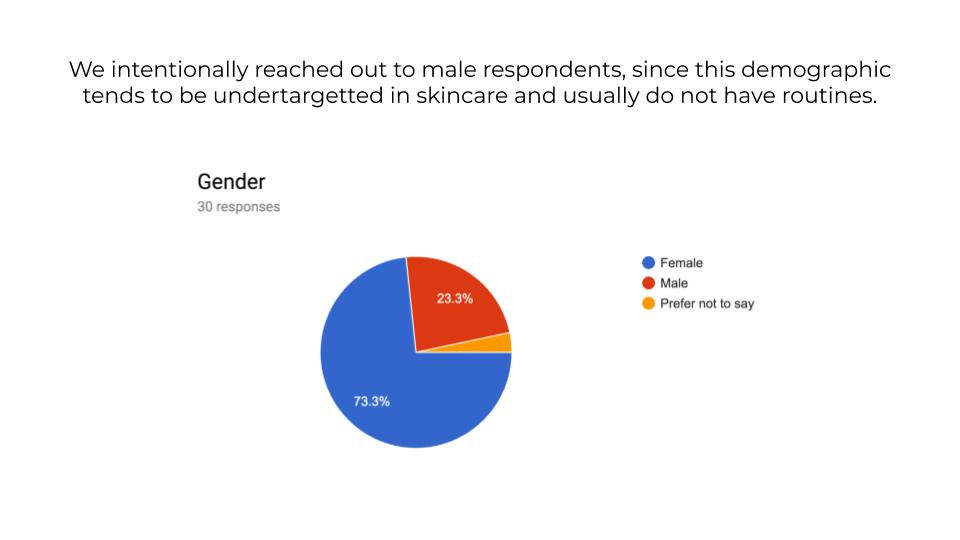 We intentionally reached out to male respondents, since this demographic
tends to be undertargetted in skincare and usually do not have routines.
Gender
30 responses
Female
Male
Prefer not to say
23.3%
73.3%